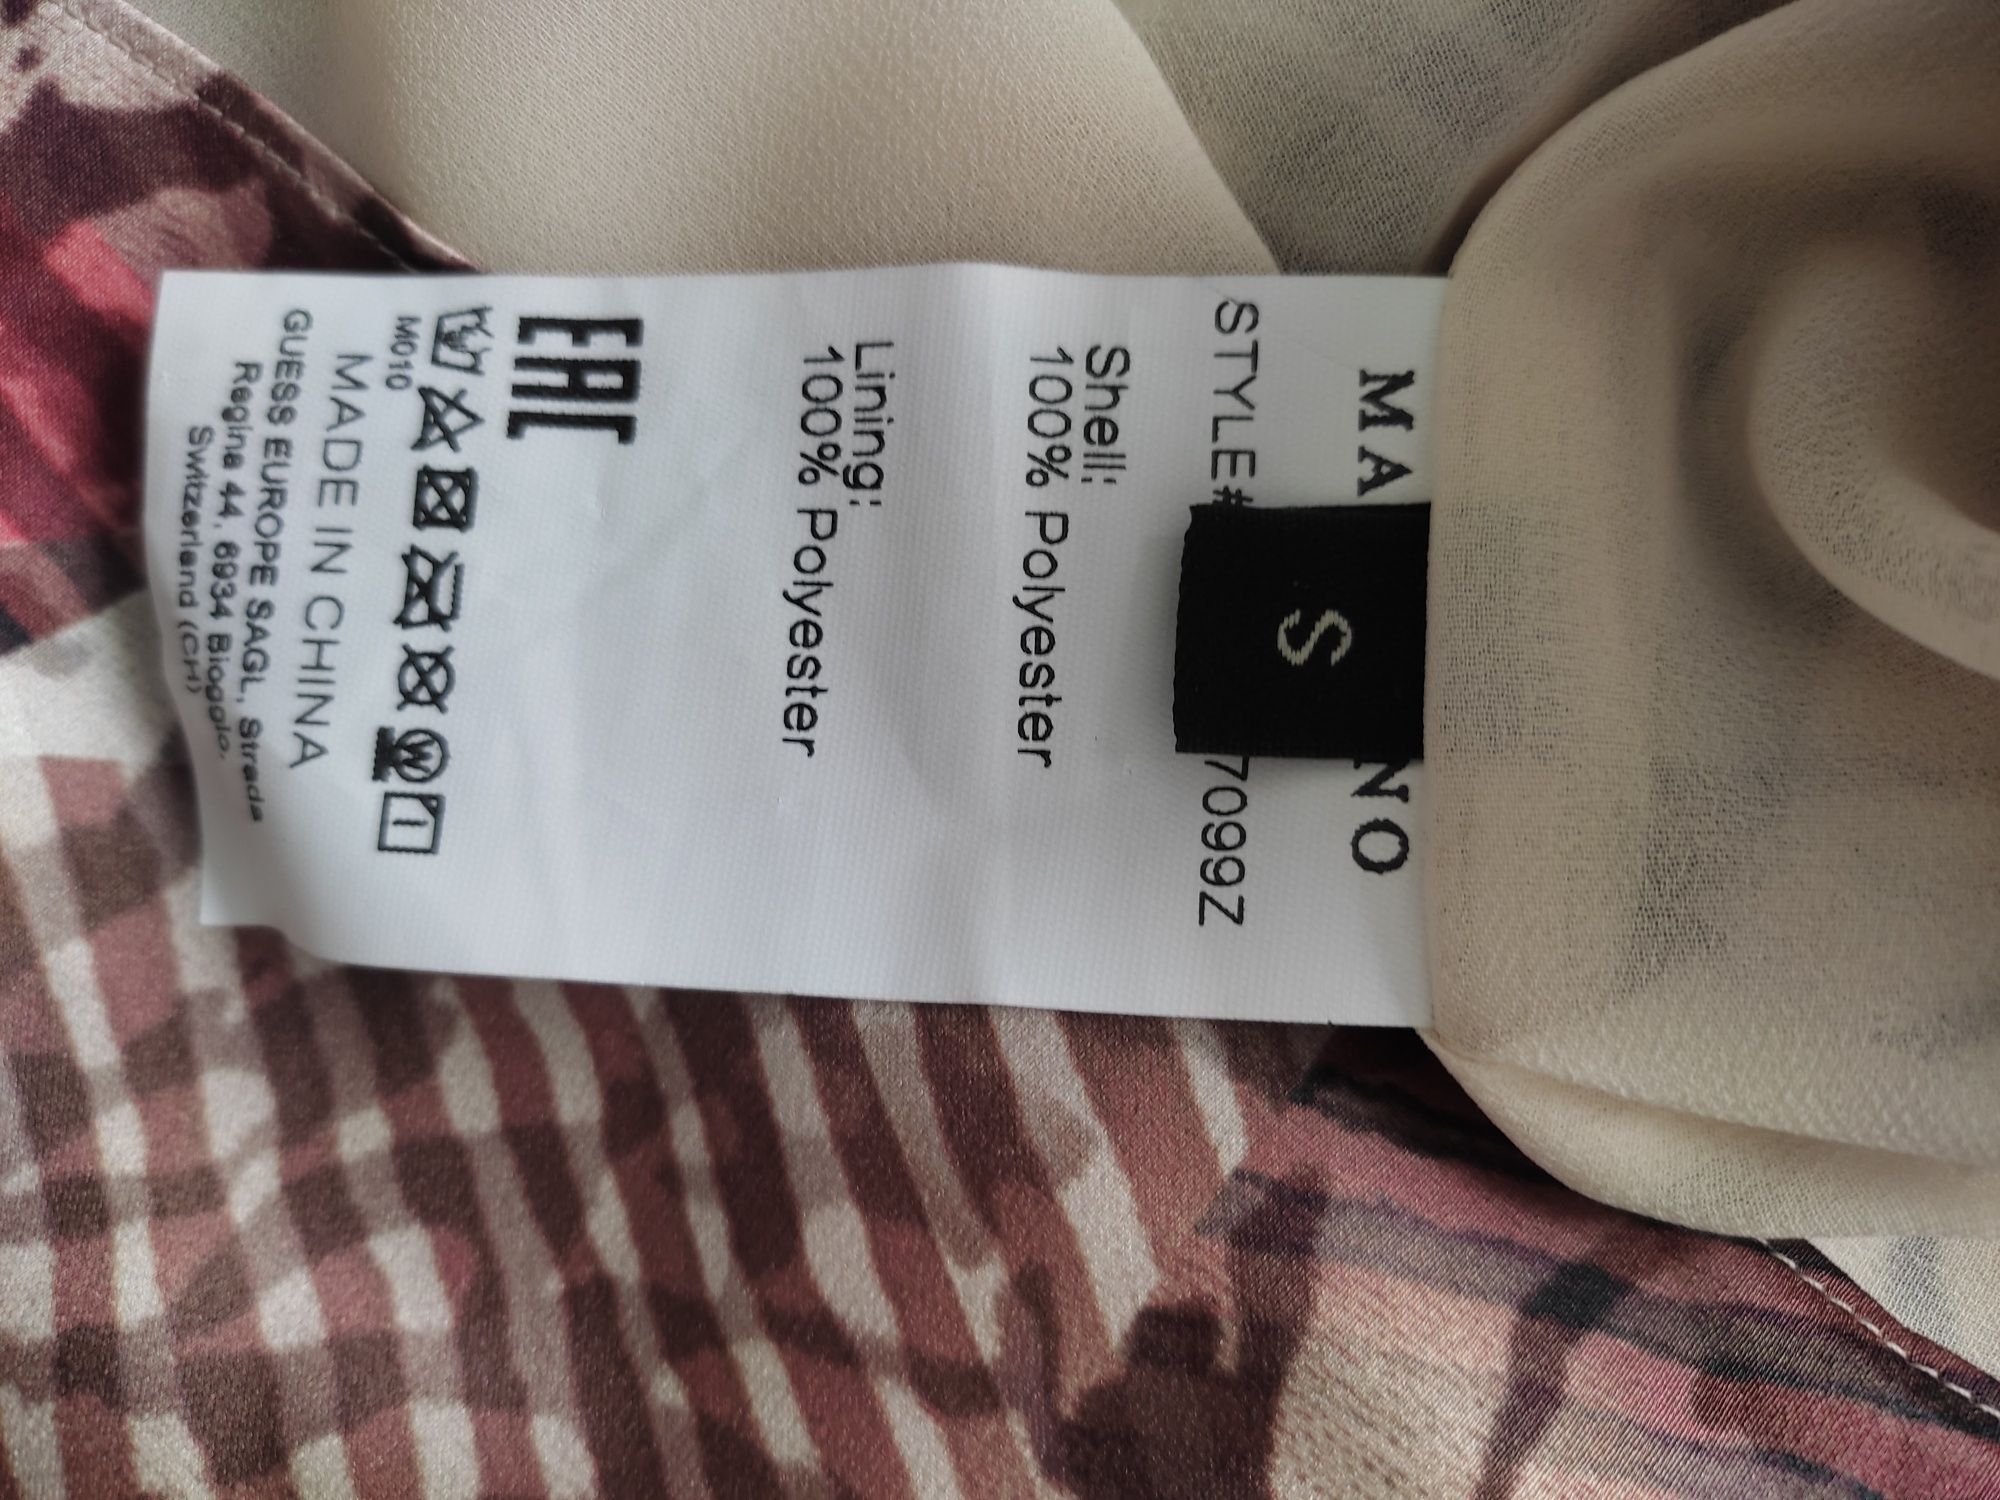 MA NO
S
STYLE# 7099Z
Shell:
100% Polyester
Lining:
100% Polyester
EAC
M010
W
MADE IN CHINA
GUESS EUROPE SAGL, Strada
Regina 44, 6934 Bioggio,
Switzerland (CH)